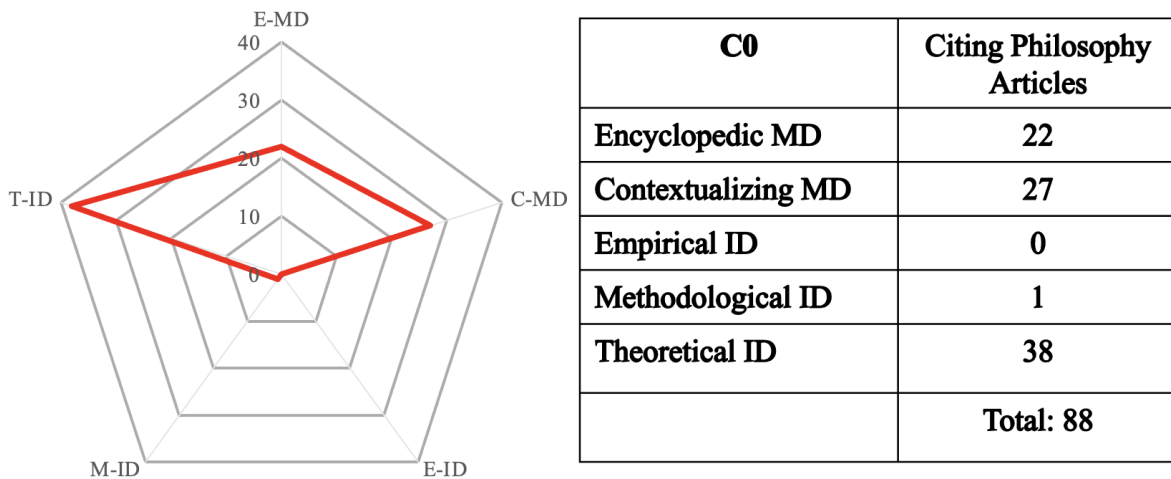 E-MD
40
30
20
10
0
T-ID
C-MD
M-ID
E-ID
C0
Citing Philosophy
Articles
Encyclopedic MD
22
Contextualizing MD
27
Empirical ID
0
Methodological ID
1
Theoretical ID
38
Total: 88